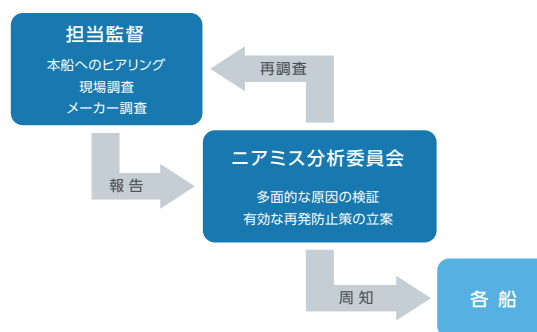 担当監督
本船へのヒアリング
現場調査
メーカー調査
再調査
報告
ニアミス分析委員会
多面的な原因の検証
有効な再発防止策の立案
周知
各船